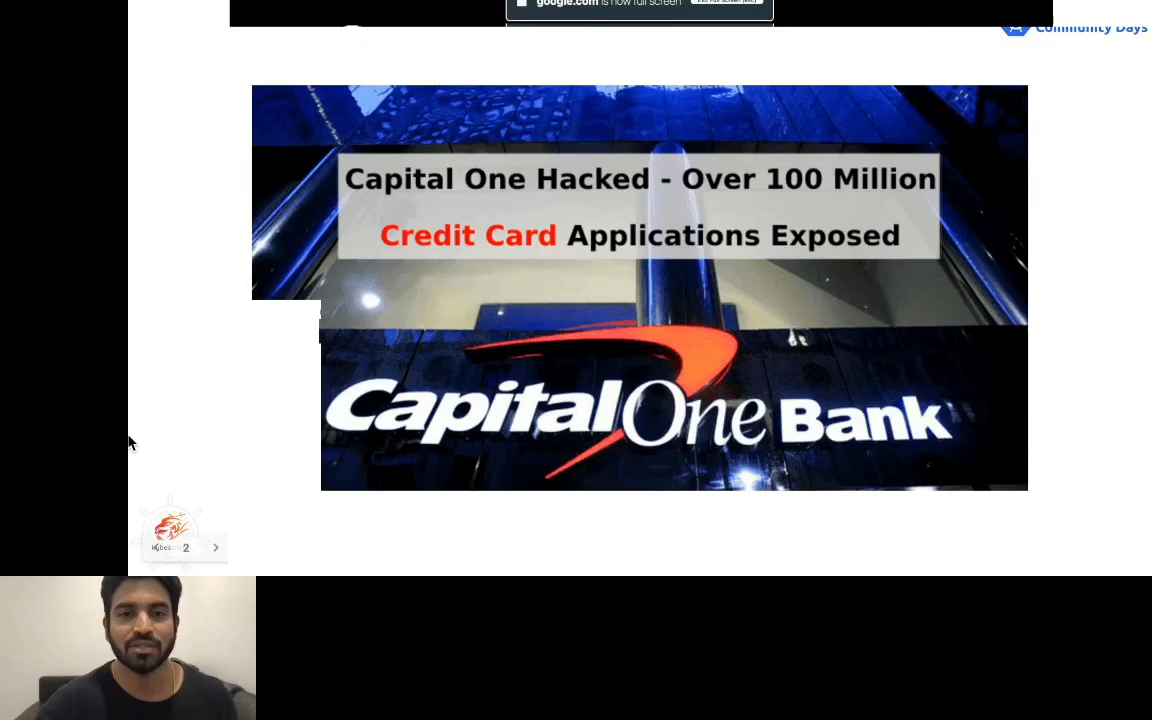 google.com is now full screen
Community Days
Capital One Hacked - Over 100 Million
Credit Card Applications Exposed
CapitalOne Bank
2